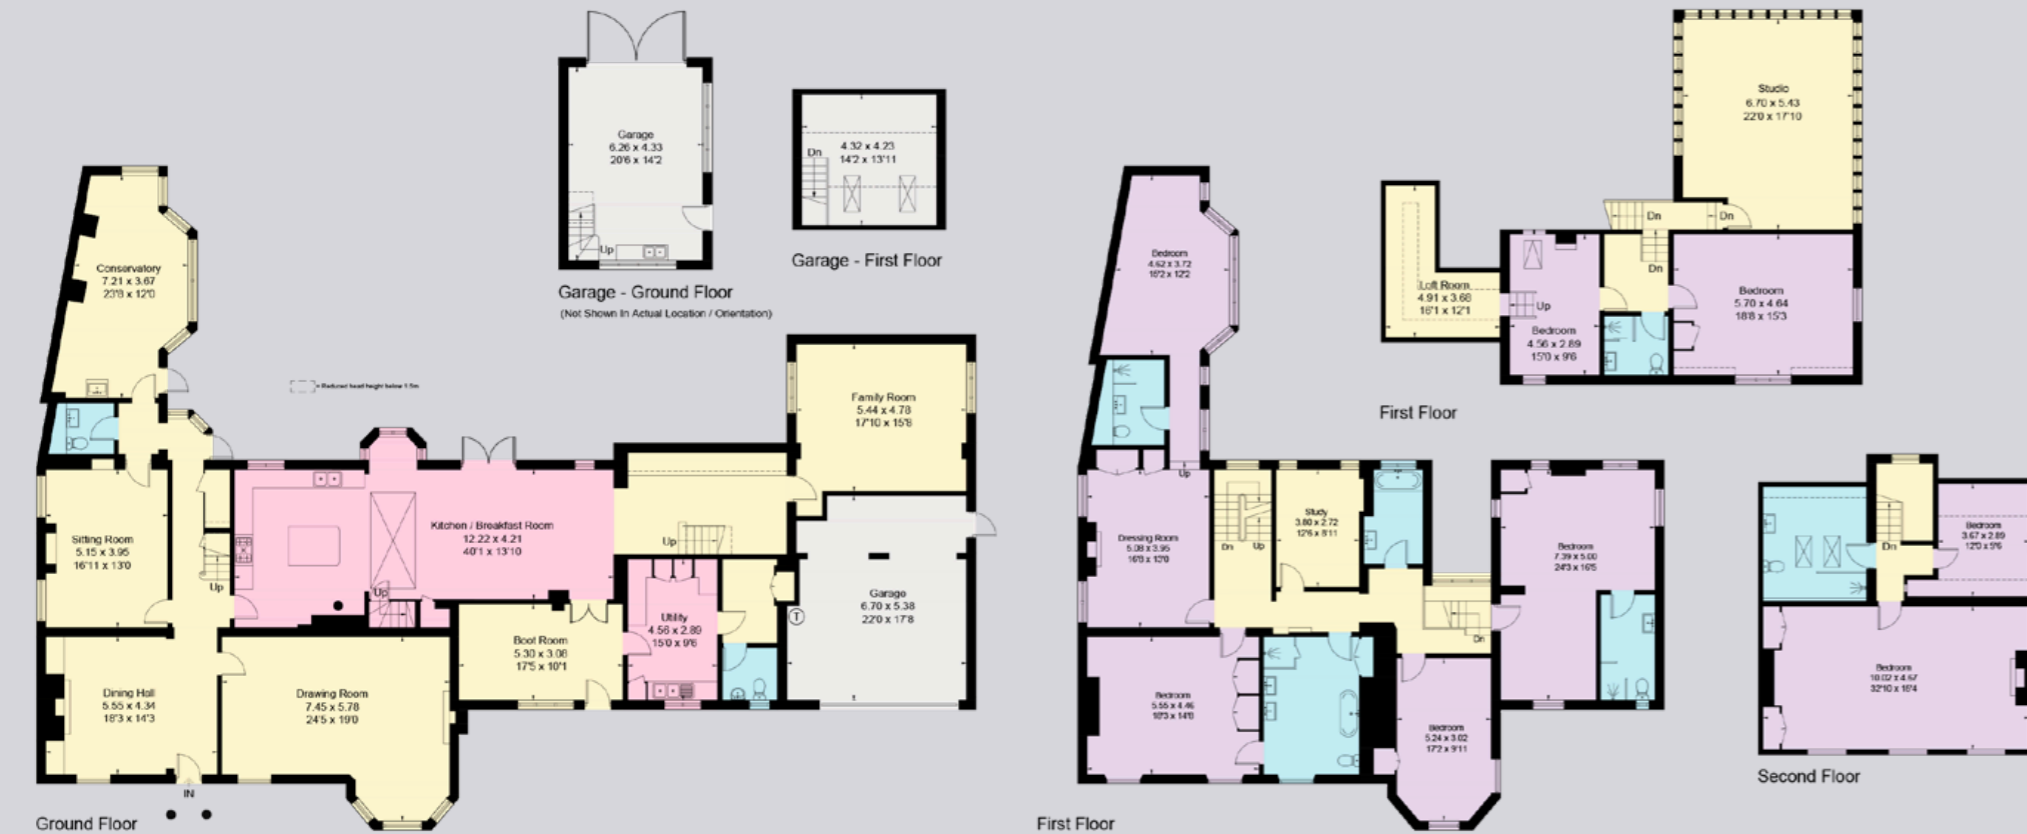 Garage
6.26 x 4.33
20'6 x 14'2
Up
Garage - Ground Floor
(Not Shown In Actual Location / Orientation)
Dn
4.32 x 4.23
14'2 x 13'11
Garage - First Floor
= Reduced head height below 1.5m
Conservatory
7.21 x 3.67
23'8 x 12'0
Sitting Room
5.15 x 3.95
16'11 x 13'0
Up
Kitchen / Breakfast Room
12.22 x 4.21
40'1 x 13'10
Up
Family Room
5.44 x 4.78
17'10 x 15'8
Up
Utility
4.56 x 2.89
15'0 x 9'6
T
Garage
6.70 x 5.38
22'0 x 17'8
Boot Room
5.30 x 3.08
17'5 x 10'1
Dining Hall
5.55 x 4.34
18'3 x 14'3
Drawing Room
7.45 x 5.78
24'5 x 19'0
IN
Ground Floor
Bedroom
4.62 x 3.72
15'2 x 12'2
Up
Dressing Room
5.08 x 3.95
16'8 x 13'0
Dn
Up
Study
3.80 x 2.72
12'6 x 8'11
Bedroom
7.39 x 5.00
24'3 x 16'5
Dn
Bedroom
5.55 x 4.46
18'3 x 14'8
Bedroom
5.24 x 3.02
17'2 x 9'11
First Floor
Studio
6.70 x 5.43
22'0 x 17'10
Dn
Dn
Dn
Loft Room
4.91 x 3.68
16'1 x 12'1
Up
Bedroom
4.56 x 2.89
15'0 x 9'6
Bedroom
5.70 x 4.64
18'8 x 15'3
First Floor
Dn
Bedroom
3.67 x 2.89
12'0 x 9'6
Bedroom
10.02 x 4.67
32'10 x 15'4
Second Floor